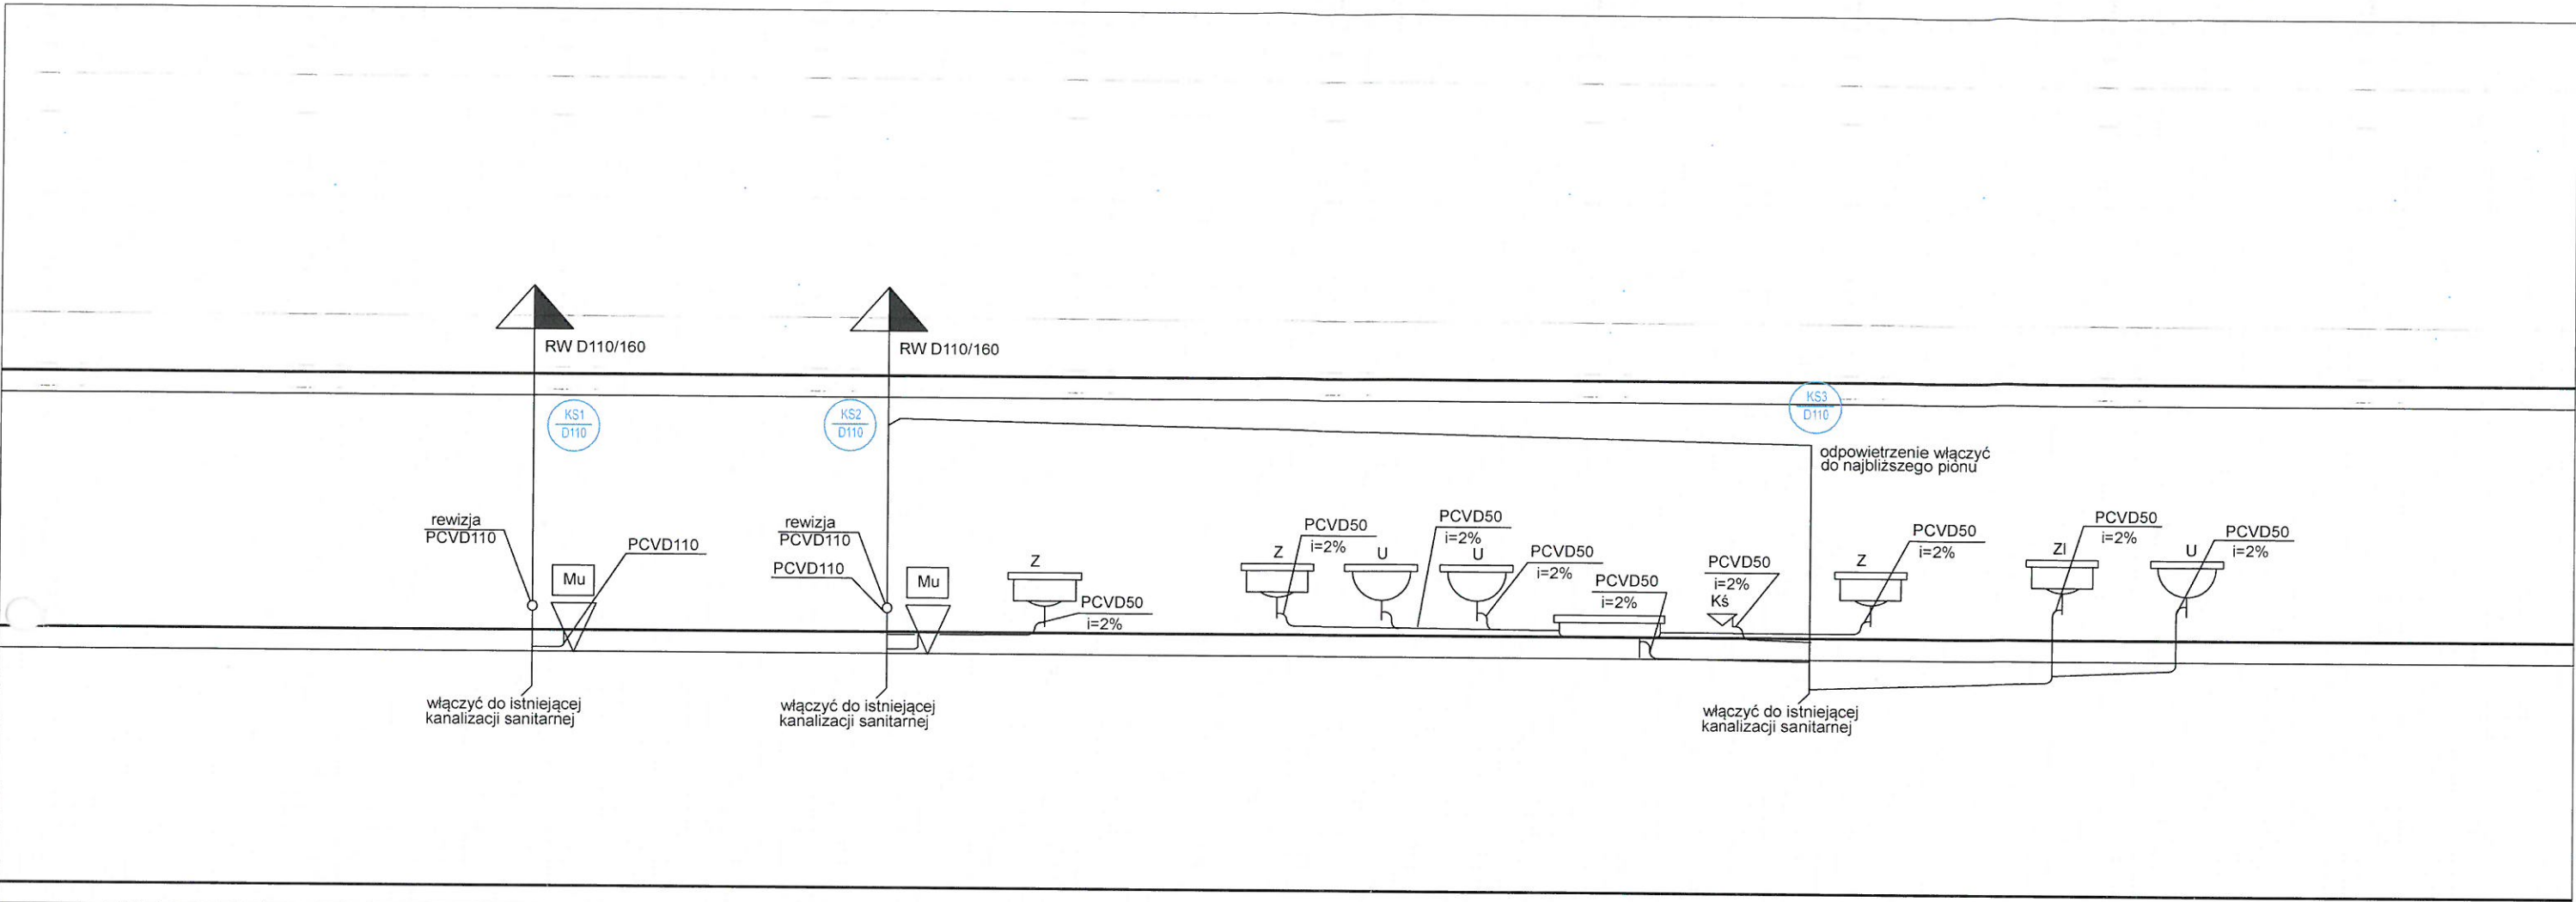 RW D110/160
RW D110/160
KS1
D110
KS2
D110
KS3
D110
odpowietrzenie włączyć
do najbliższego pionu
rewizja
PCVD110
PCVD110
Mu
rewizja
PCVD110
PCVD110
Mu
Z
PCVD50
i=2%
Z
PCVD50
i=2%
U
PCVD50
i=2%
U
PCVD50
i=2%
PCVD50
i=2%
PCVD50
i=2%
Kś
Z
PCVD50
i=2%
Zl
PCVD50
i=2%
U
PCVD50
i=2%
włączyć do istniejącej
kanalizacji sanitarnej
włączyć do istniejącej
kanalizacji sanitarnej
włączyć do istniejącej
kanalizacji sanitarnej